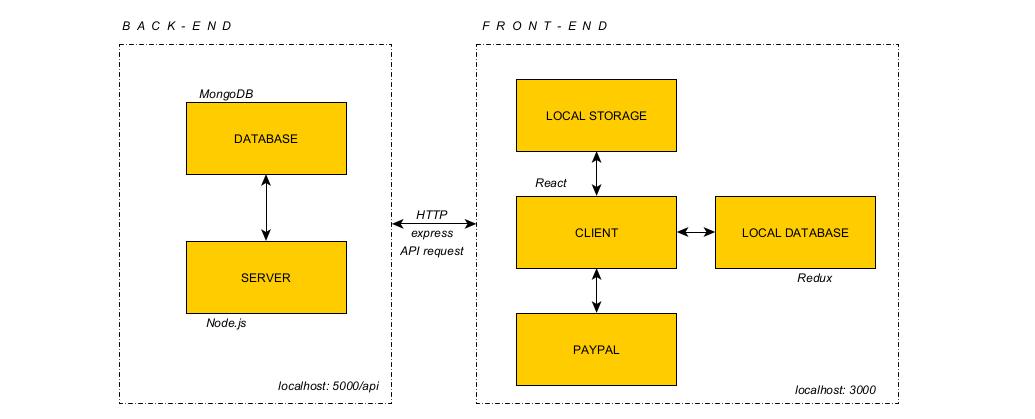 BACK-END
MongoDB
DATABASE
SERVER
Node.js
localhost: 5000/api
HTTP
express
API request
FRONT-END
LOCAL STORAGE
React
CLIENT
LOCAL DATABASE
Redux
PAYPAL
localhost: 3000